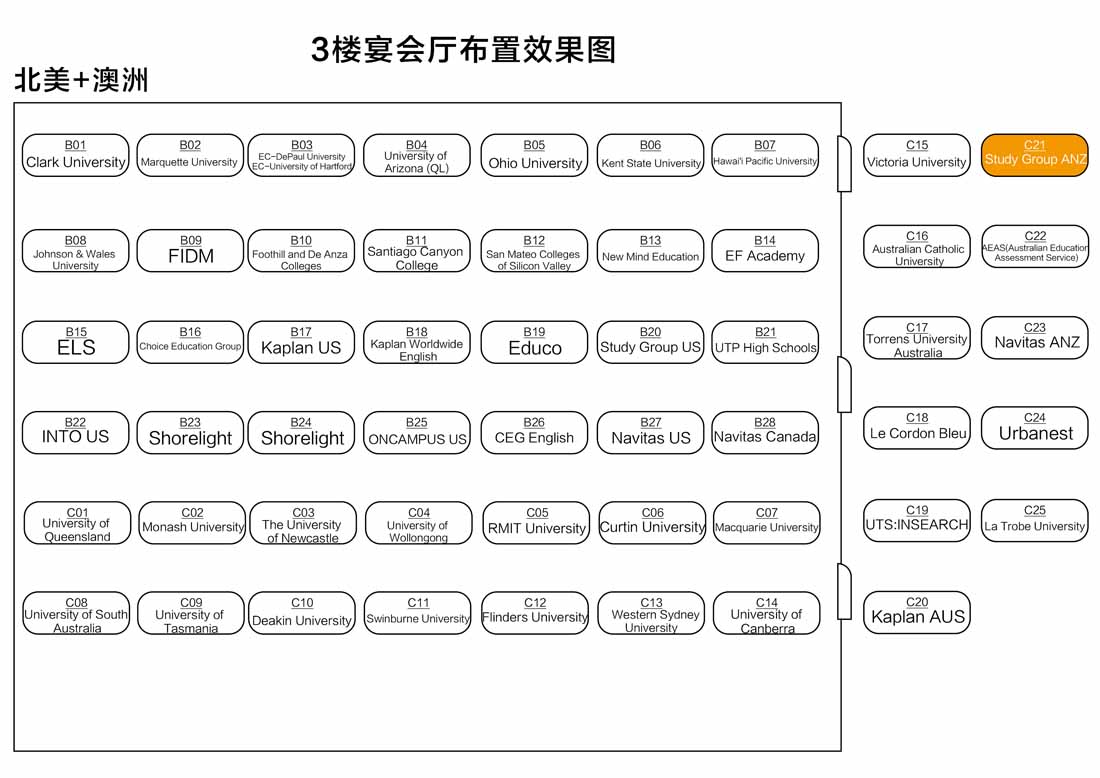 3楼宴会厅布置效果图
北美+澳洲
B01
Clark University
B02
Marquette University
B03
EC-DePaul University
EC-University of Hartford
B04
University of
Arizona (QL)
B05
Ohio University
B06
Kent State University
B07
Hawai'i Pacific University
C15
Victoria University
C21
Study Group ANZ
B08
Johnson & Wales
University
B09
FIDM
B10
Foothill and De Anza
Colleges
B11
Santiago Canyon
College
B12
San Mateo Colleges
of Silicon Valley
B13
New Mind Education
B14
EF Academy
C16
Australian Catholic
University
C22
AEAS(Australian Education
Assessment Service)
B15
ELS
B16
Choice Education Group
B17
Kaplan US
B18
Kaplan Worldwide
English
B19
Educo
B20
Study Group US
B21
UTP High Schools
C17
Torrens University
Australia
C23
Navitas ANZ
B22
INTO US
B23
Shorelight
B24
Shorelight
B25
ONCAMPUS US
B26
CEG English
B27
Navitas US
B28
Navitas Canada
C18
Le Cordon Bleu
C24
Urbanest
C01
University of
Queensland
C02
Monash University
C03
The University
of Newcastle
C04
University of
Wollongong
C05
RMIT University
C06
Curtin University
C07
Macquarie University
C19
UTS:INSEARCH
C25
La Trobe University
C08
University of South
Australia
C09
University of
Tasmania
C10
Deakin University
C11
Swinburne University
C12
Flinders University
C13
Western Sydney
University
C14
University of
Canberra
C20
Kaplan AUS